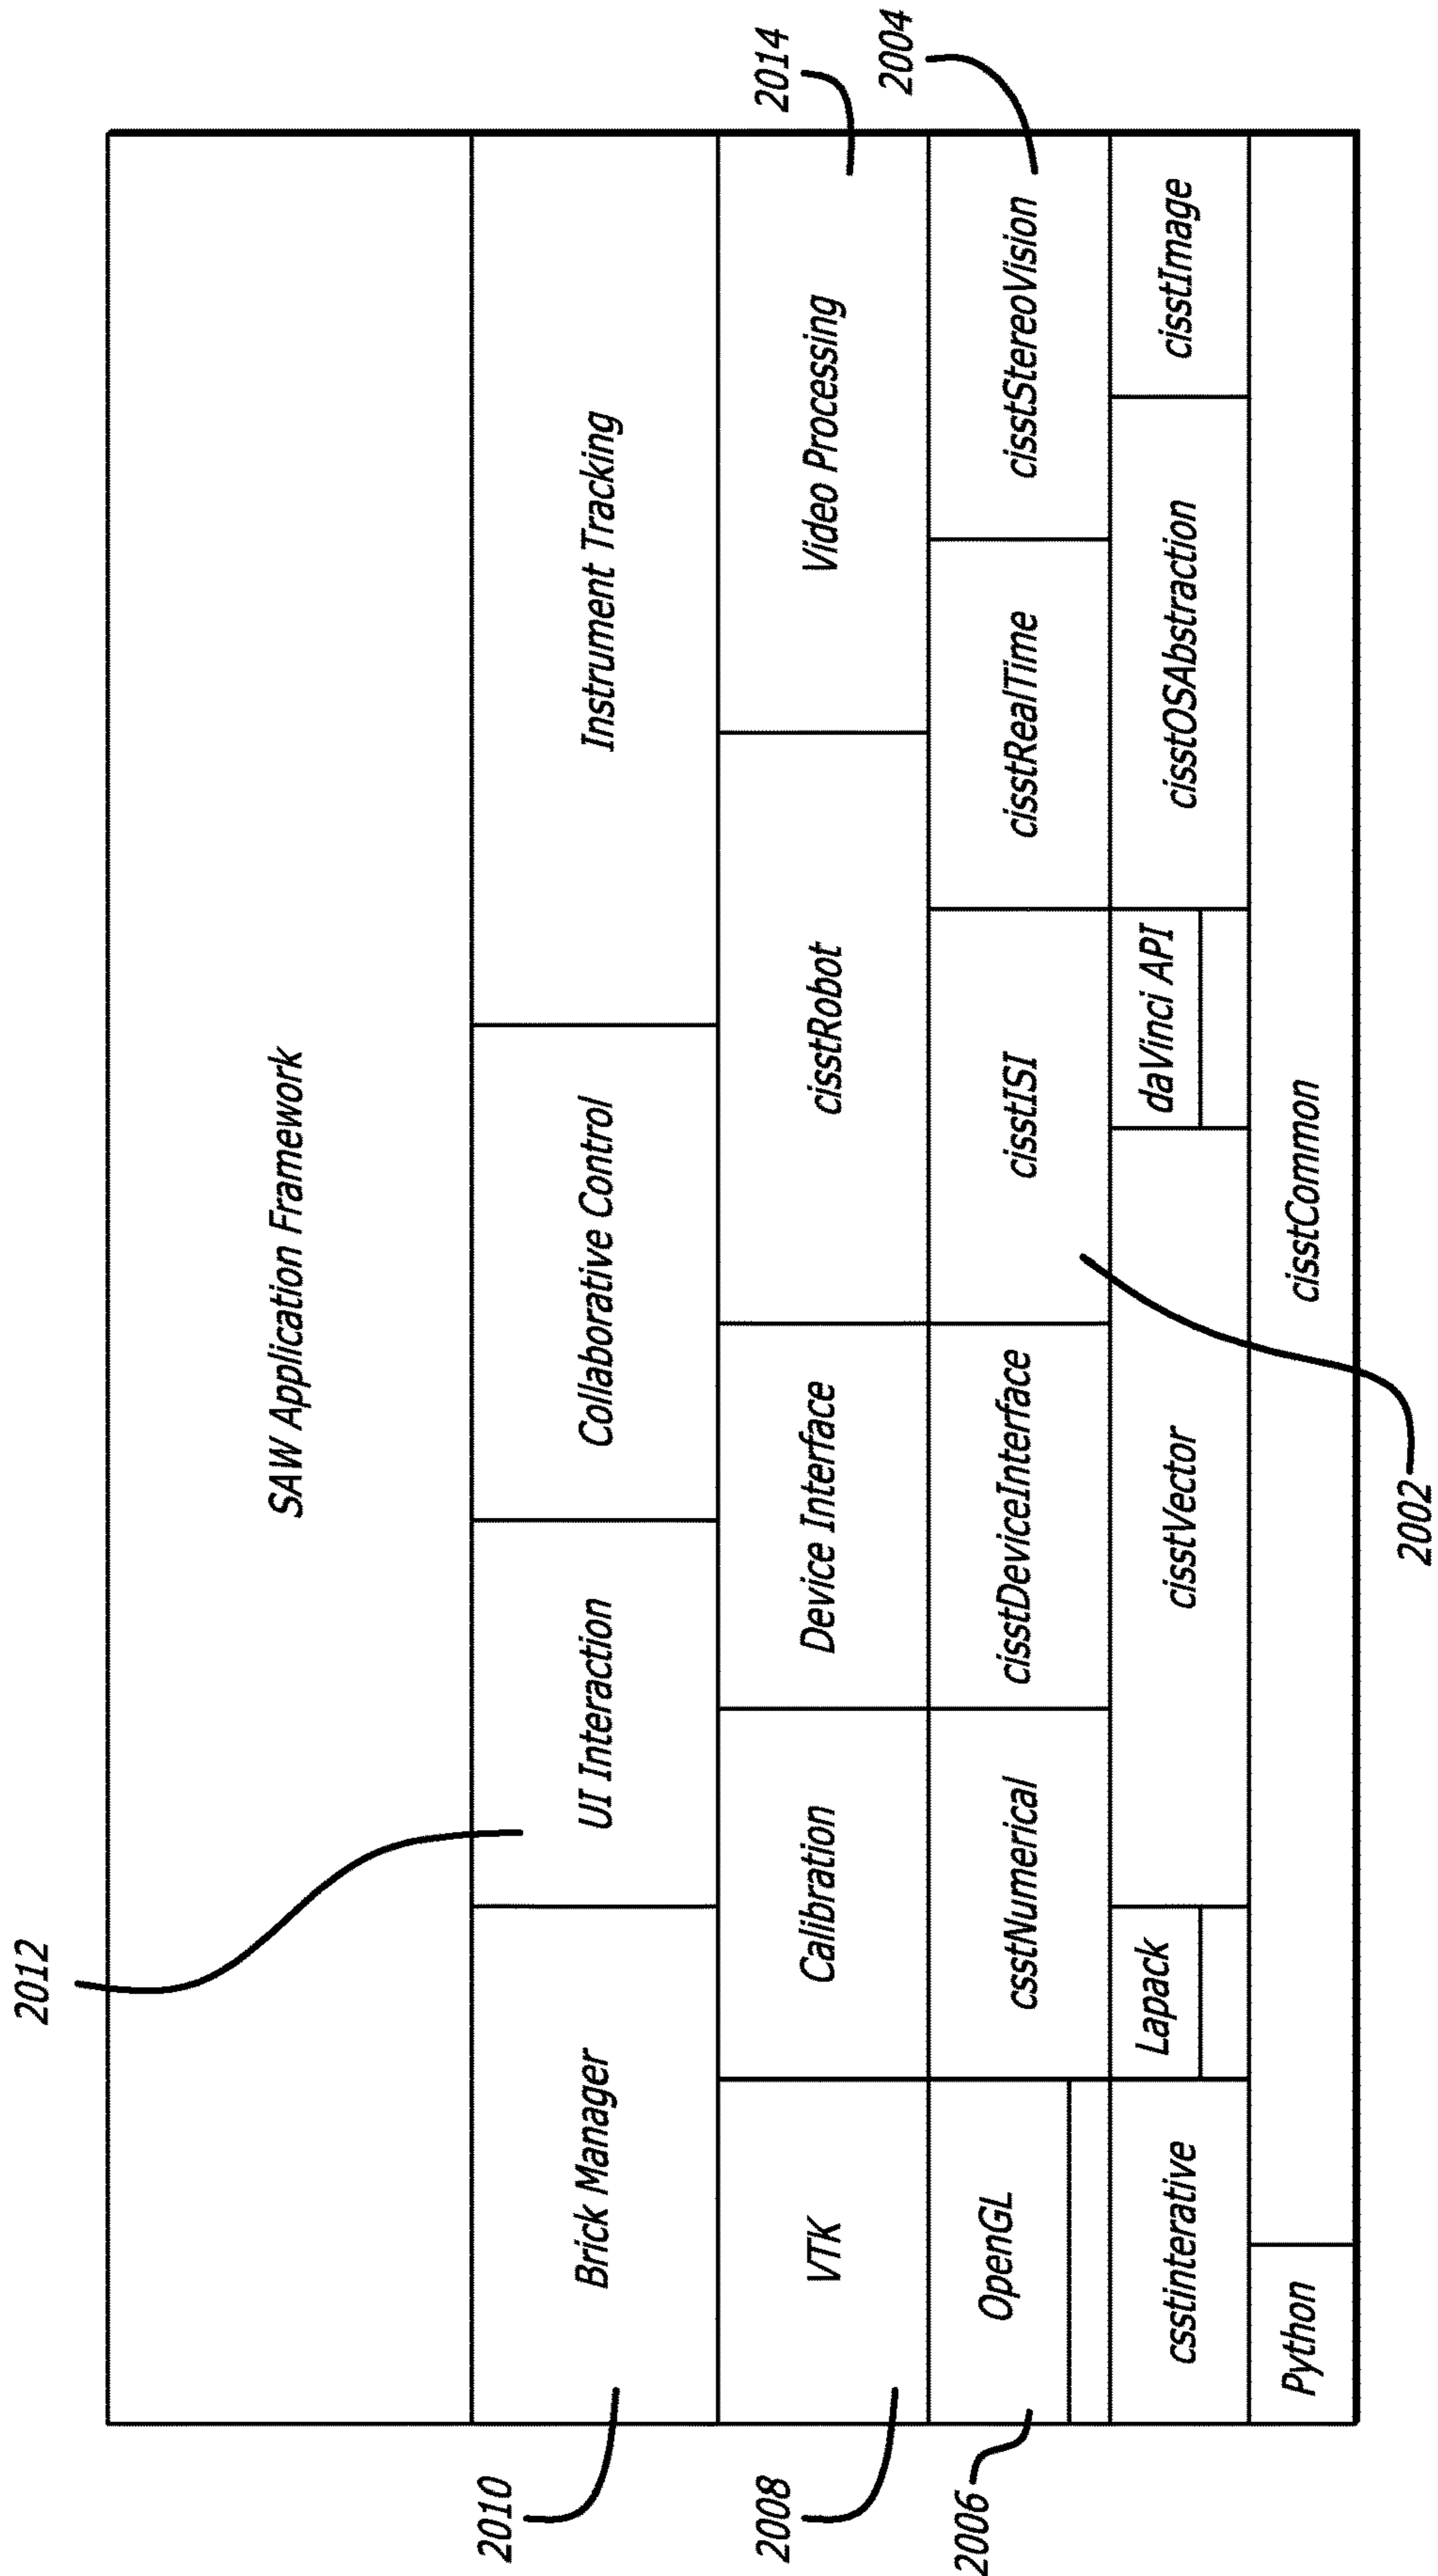 SAW Application Framework
2012
2010
Brick Manager
UI Interaction
Collaborative Control
Instrument Tracking
2008
VTK
Calibration
Device Interface
cisstRobot
Video Processing
2014
2006
OpenGL
csstNumerical
cisstDeviceInterface
cisstISI
cisstRealTime
cisstStereoVision
2004
csstinterative
Lapack
cisstVector
daVinci API
cisstOSAbstraction
cisstImage
Python
cisstCommon
2002